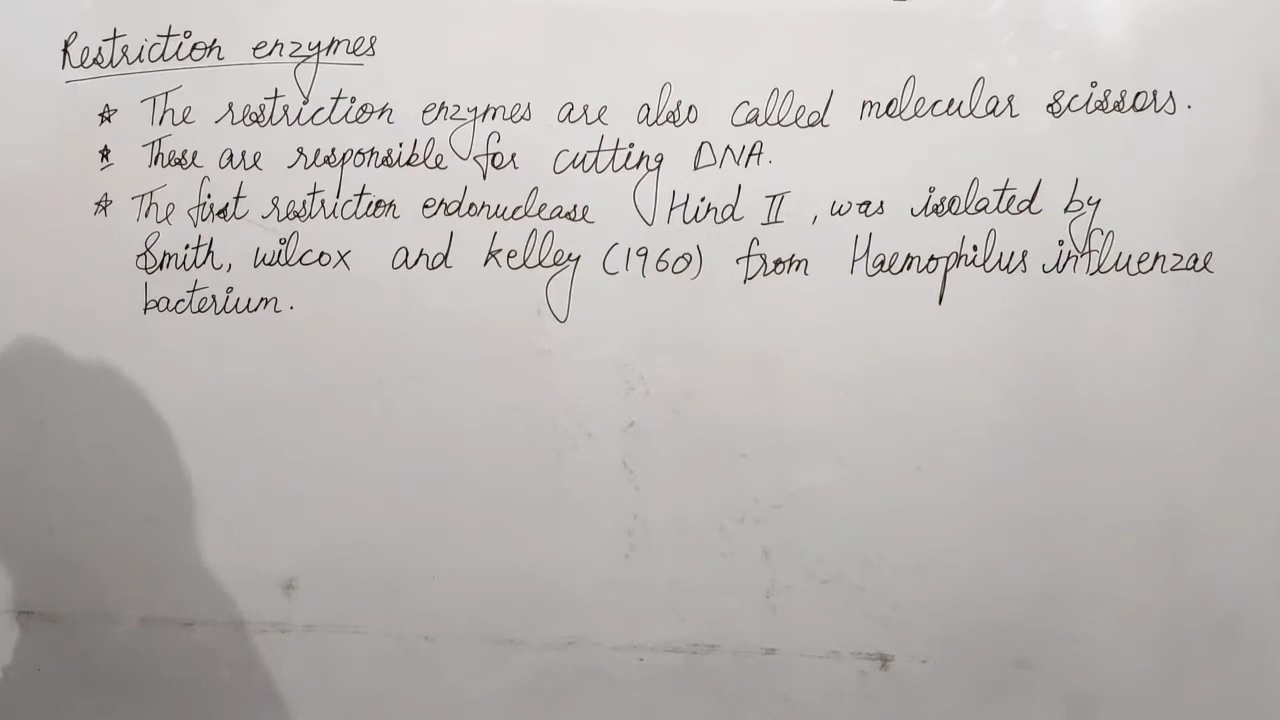 Restriction enzymes
☆ The restriction enzymes are also called molecular scissors.
☆ These are responsible for cutting DNA.
☆ The first restriction endonuclease Hind II, was isolated by
Smith, wilcox and kelley (1960) from Haemophilus influenzae
bacterium.